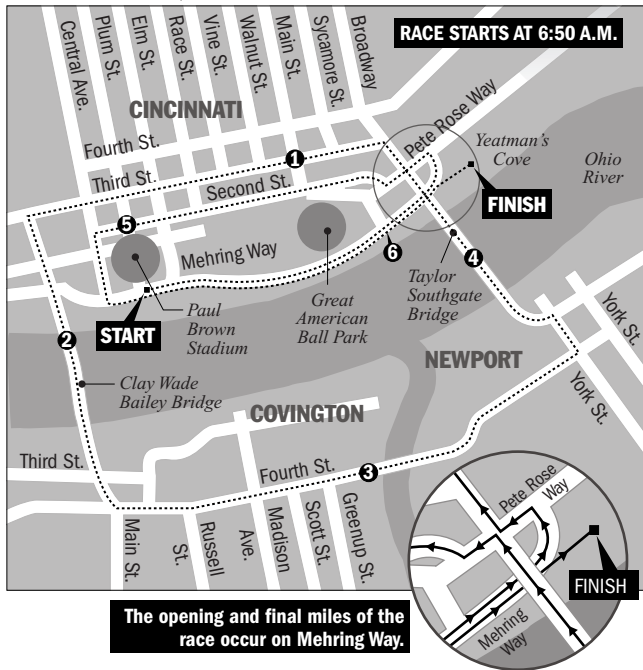 RACE STARTS AT 6:50 A.M.
Central Ave.
Plum St.
Elm St.
Race St.
Vine St.
Walnut St.
Main St.
Sycamore St.
Broadway
CINCINNATI
Pete Rose Way
Yeatman's
Cove
Ohio
River
Fourth St.
1
Third St.
Second St.
FINISH
5
Mehring Way
6
4
START
Paul
Brown
Stadium
Great
American
Ball Park
Taylor
Southgate
Bridge
York St.
2
NEWPORT
York St.
Clay Wade
Bailey Bridge
COVINGTON
Third St.
Fourth St.
3
Main St.
Russell
St.
Madison
Ave.
Scott St.
Greenup St.
Pete Rose
Way
FINISH
Mehring
Way
The opening and final miles of the
race occur on Mehring Way.